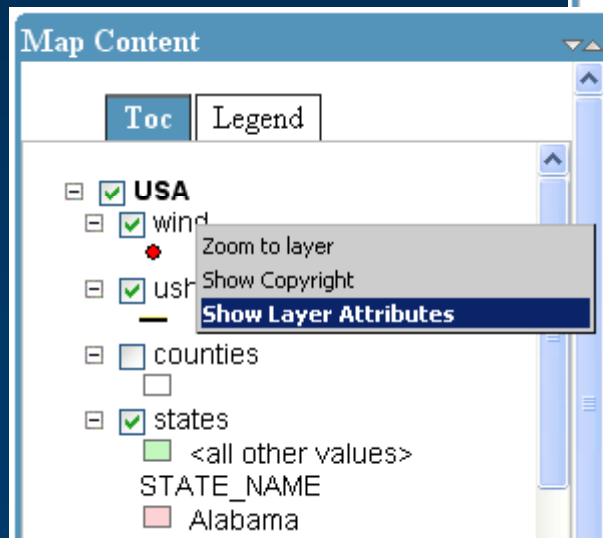 Map Content
Toc
Legend
USA
wind
Zoom to layer
Show Copyright
ush
Show Layer Attributes
counties
states
<all other values>
STATE_NAME
Alabama